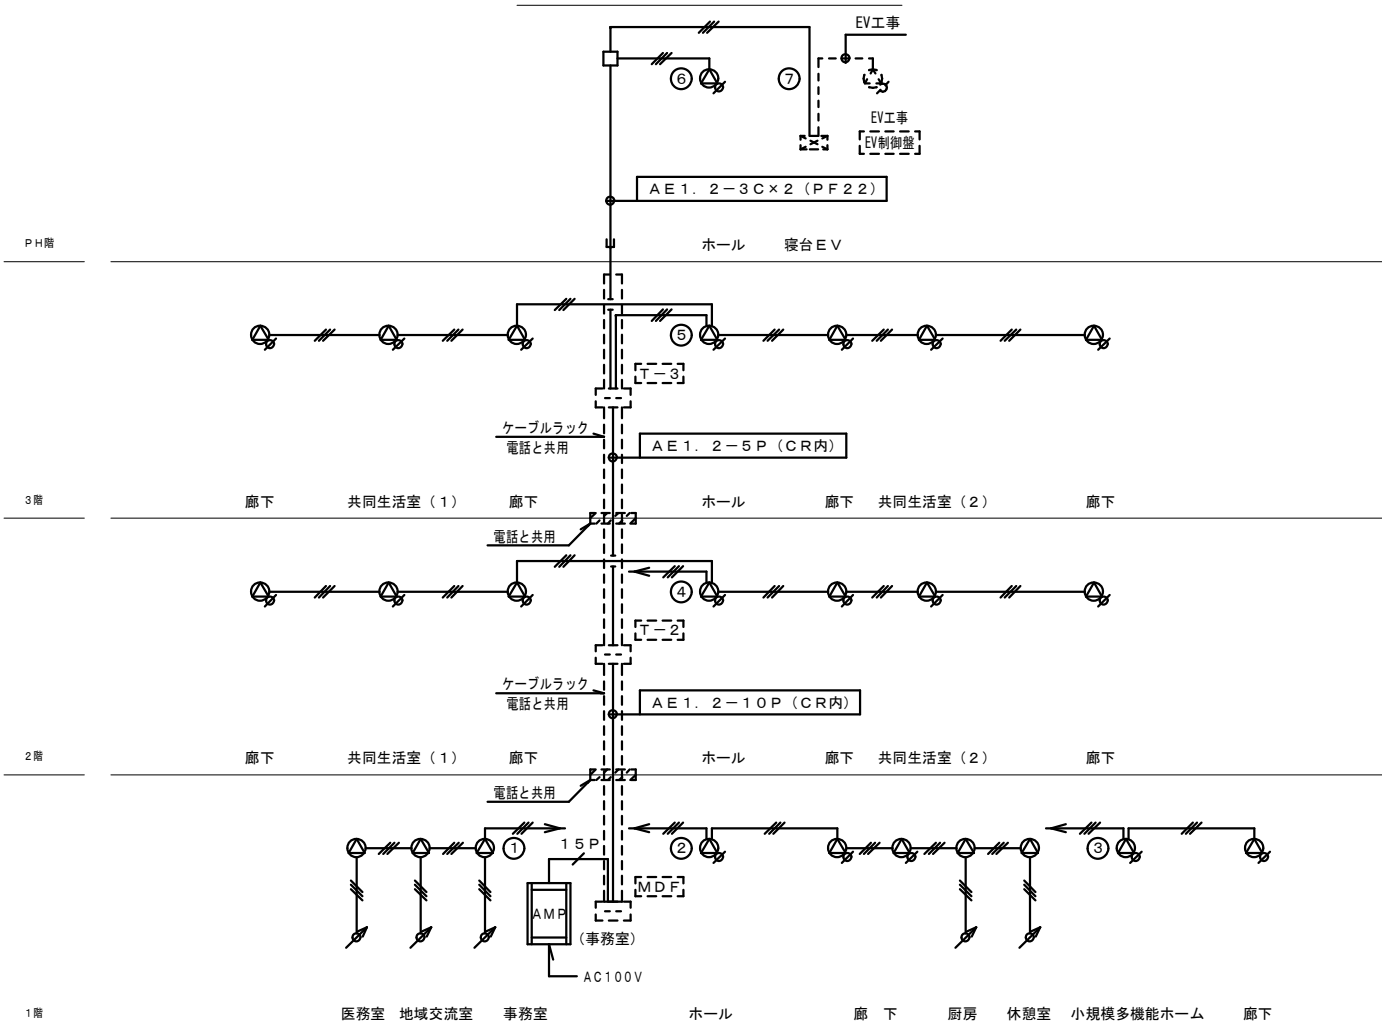 EV工事
⑥
⑦
EV工事
EV制御盤
AE1.2-3C×2(PF22)
PH階
ホール
寝台EV
⑤
T-3
ケーブルラック
電話と共用
AE1.2-5P(CR内)
3階
廊下
共同生活室(1)
廊下
ホール
廊下
共同生活室(2)
廊下
電話と共用
④
T-2
ケーブルラック
電話と共用
AE1.2-10P(CR内)
2階
廊下
共同生活室(1)
廊下
ホール
廊下
共同生活室(2)
廊下
電話と共用
①
15P
②
③
MDF
AMP
(事務室)
AC100V
1階
医務室
地域交流室
事務室
ホール
廊 下
厨房
休憩室
小規模多機能ホーム
廊下